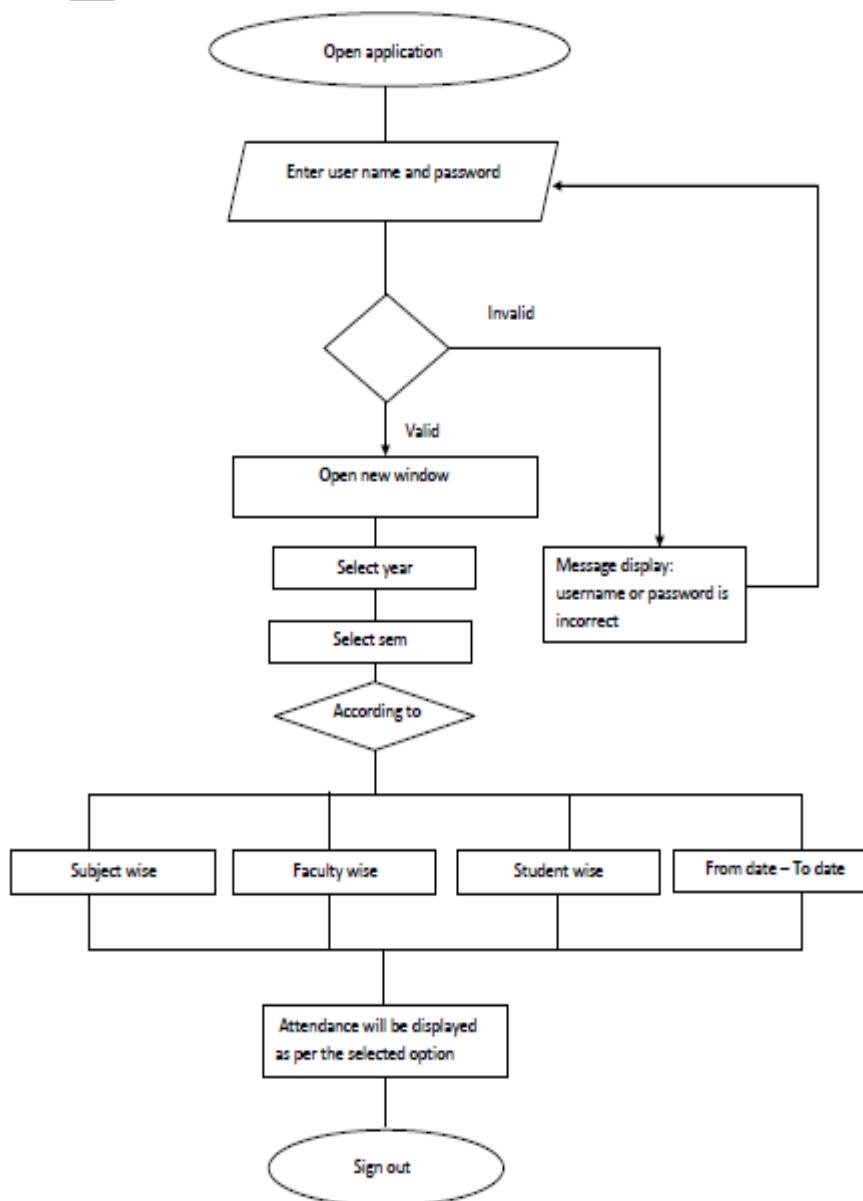 Open application
Enter user name and password
Invalid
Valid
Open new window
Select year
Message display:
username or password is
incorrect
Select sem
According to
Subject wise
Faculty wise
Student wise
From date – To date
Attendance will be displayed
as per the selected option
Sign out